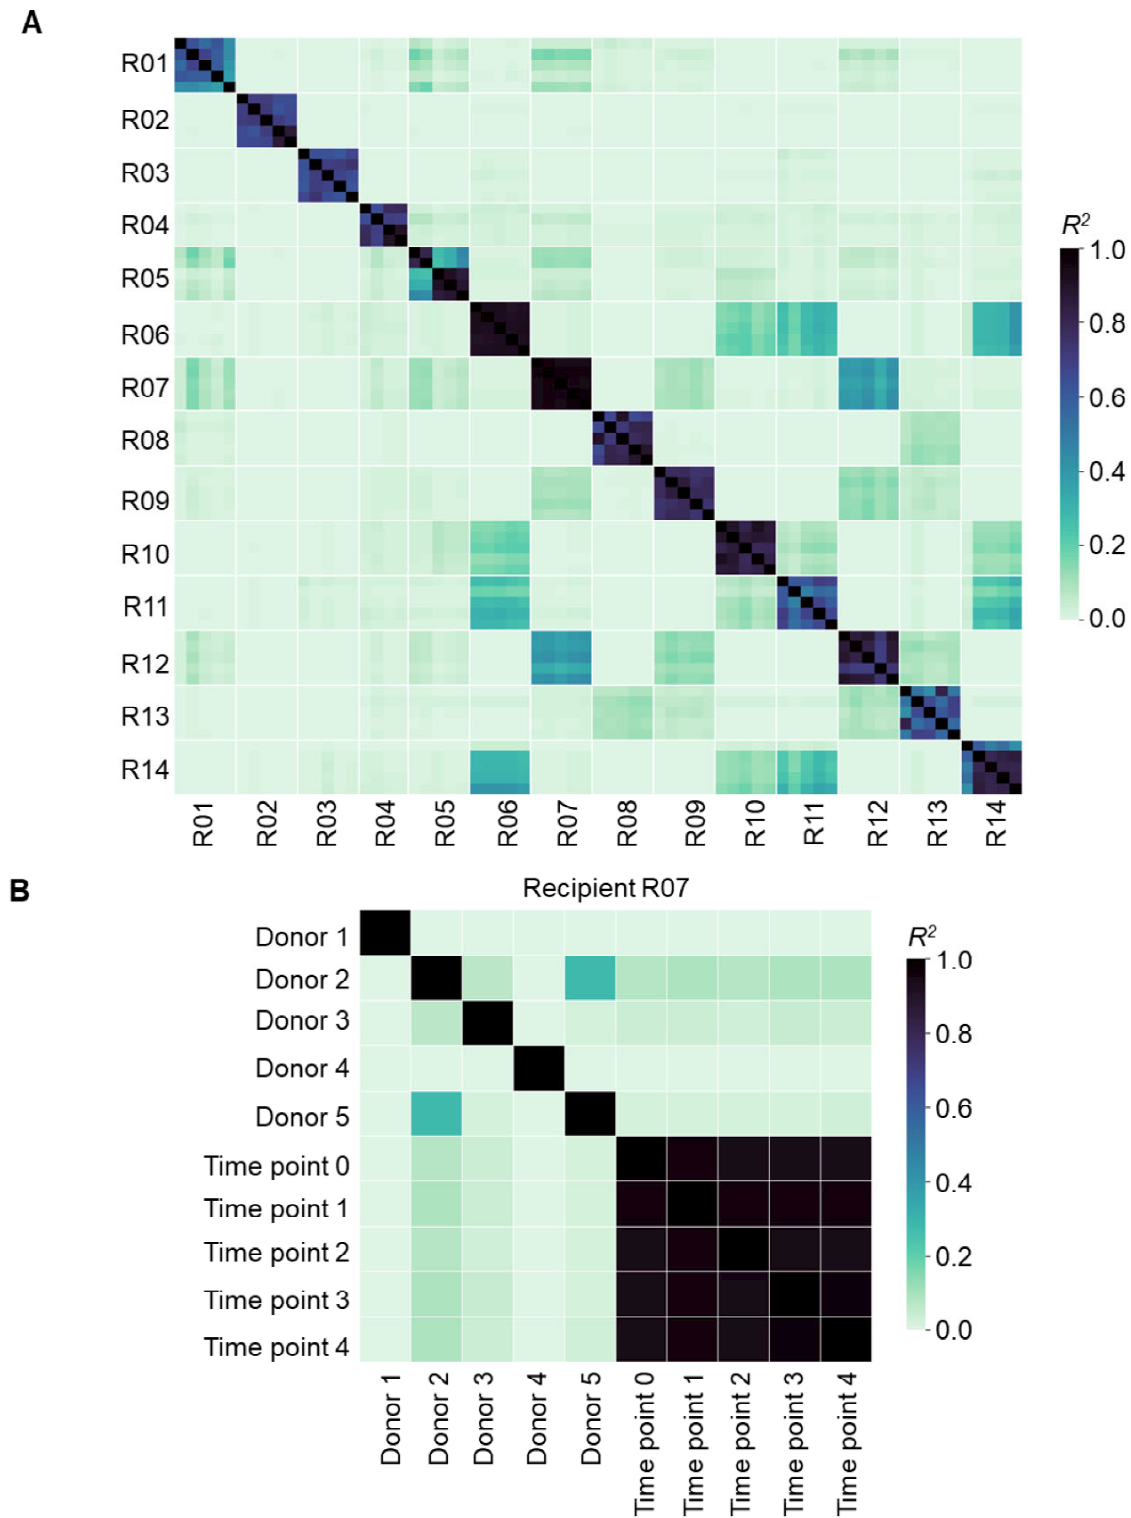 A
R01
R02
R03
R04
R05
R06
R07
R08
R09
R10
R11
R12
R13
R14
R01 R02 R03 R04 R05 R06 R07 R08 R09 R10 R11 R12 R13 R14
R²
1.0
0.8
0.6
0.4
0.2
0.0
B
Recipient R07
Donor 1
Donor 2
Donor 3
Donor 4
Donor 5
Time point 0
Time point 1
Time point 2
Time point 3
Time point 4
Donor 1
Donor 2
Donor 3
Donor 4
Donor 5
Time point 0
Time point 1
Time point 2
Time point 3
Time point 4
R²
1.0
0.8
0.6
0.4
0.2
0.0